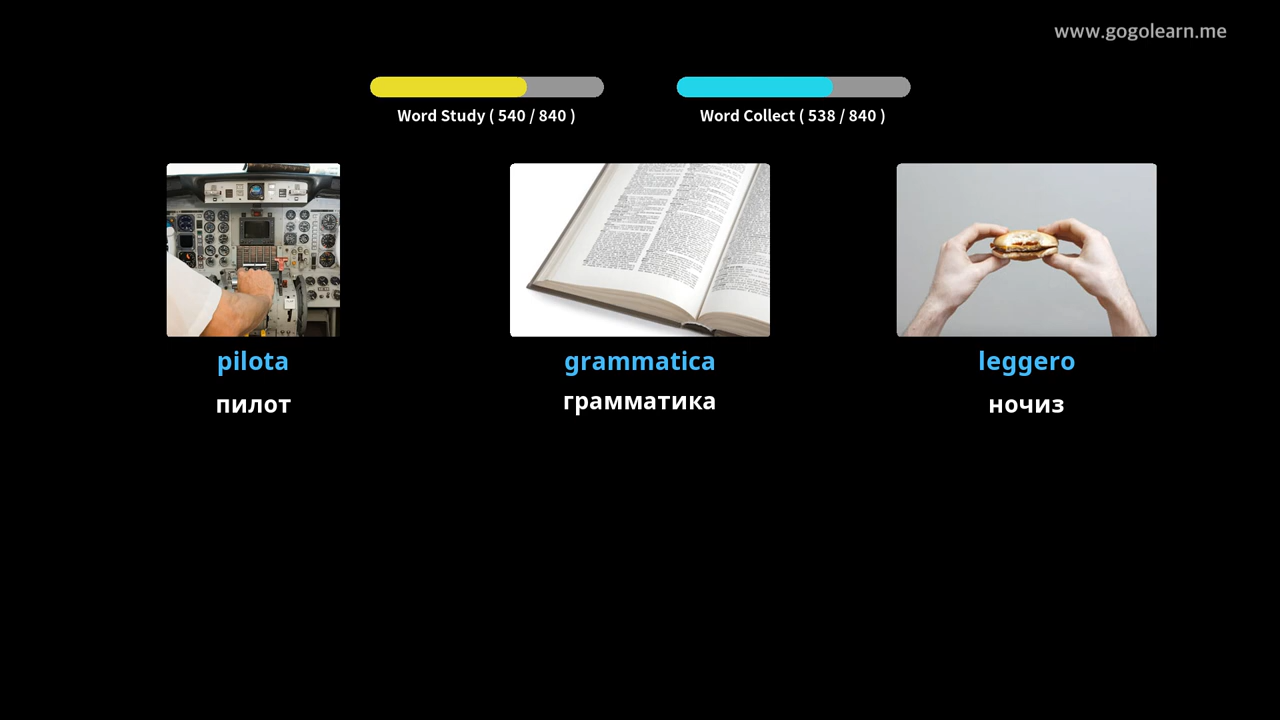 www.gogolearn.me
Word Study ( 540 / 840 )
Word Collect ( 538 / 840 )
pilota
grammatica
leggero
пилот
грамматика
ночиз